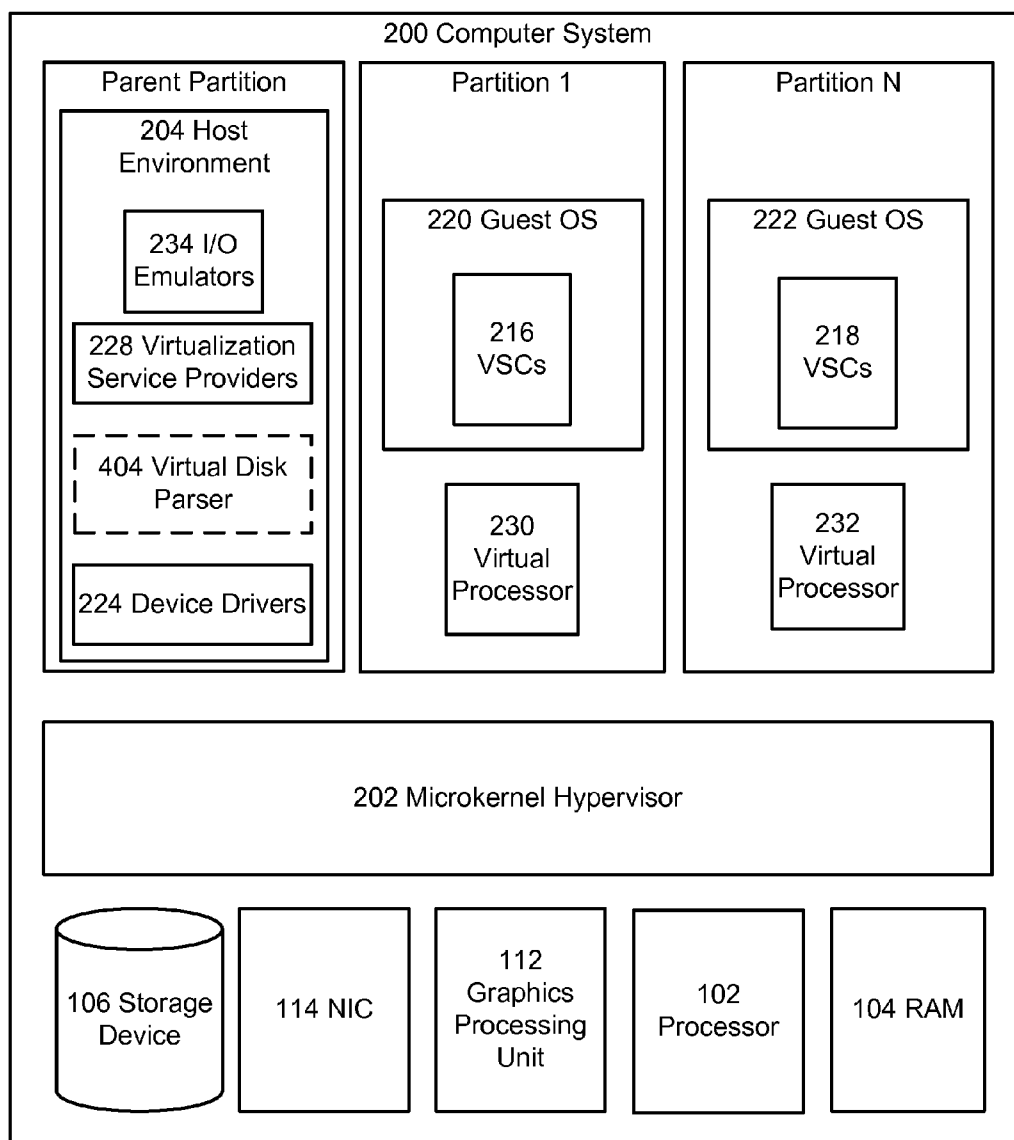 200 Computer System
Parent Partition
204 Host
Environment
234 I/O
Emulators
228 Virtualization
Service Providers
404 Virtual Disk
Parser
224 Device Drivers
Partition 1
220 Guest OS
216
VSCs
230
Virtual
Processor
Partition N
222 Guest OS
218
VSCs
232
Virtual
Processor
202 Microkernel Hypervisor
106 Storage
Device
114 NIC
112
Graphics
Processing
Unit
102
Processor
104 RAM